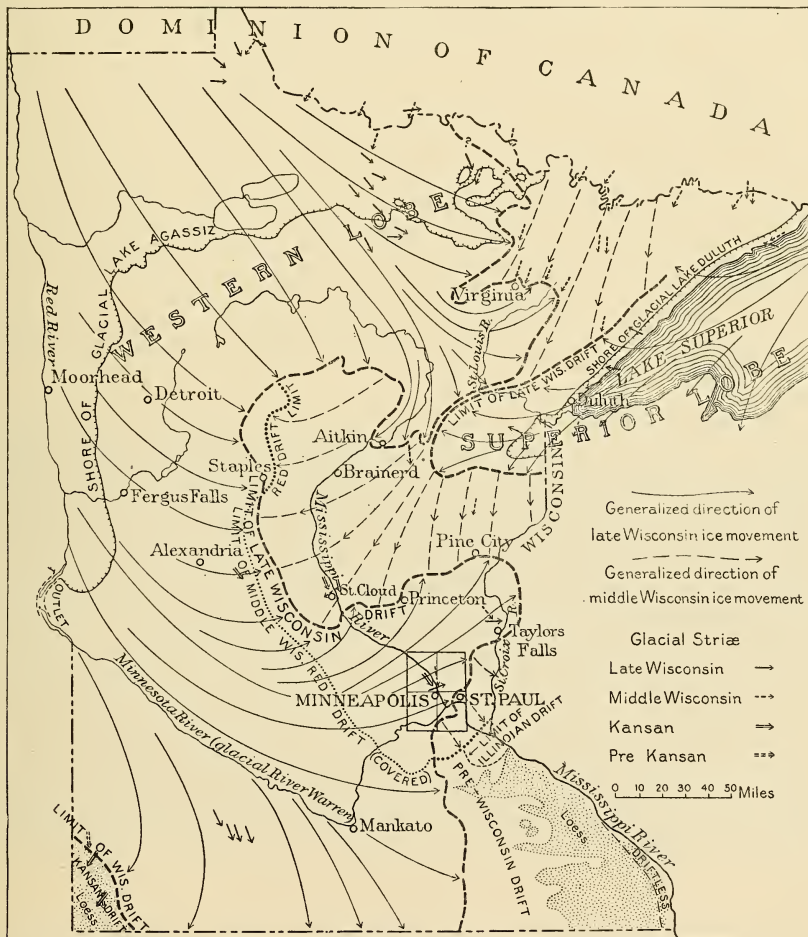 DOMINION OF CANADA
SHORE OF GLACIAL LAKE AGASSIZ
WESTERN LOBE
Red River
Moorhead
Detroit
Virginia
St. Louis R.
SHORE OF GLACIAL LAKE DULUTH
LAKE SUPERIOR
LIMIT OF LATE WIS. DRIFT
Duluth
SUPERIOR LOBE
RED DRIFT LIMIT
Aitkin
Staples
Brainerd
Fergus Falls
LIMIT OF LATE WISCONSIN DRIFT
LIMIT OF MIDDLE WIS. RED DRIFT
(COVERED)
Mississippi River
Alexandria
Pine City
WISCONSIN
St. Cloud
Princeton
OUTLET
Taylors
Falls
St. Croix R.
MINNEAPOLIS
ST. PAUL
LIMIT OF
ILLINOIAN DRIFT
Minnesota River (glacial River Warren)
PRE-WISCONSIN DRIFT
Mississippi River
Mankato
Loess
DRIFTLESS
LIMIT OF WIS. DRIFT
KANSAN DRIFT
Loess
Generalized direction of
late Wisconsin ice movement
Generalized direction of
middle Wisconsin ice movement
Glacial Striæ
Late Wisconsin
Middle Wisconsin
Kansan
Pre Kansan
0 10 20 30 40 50 Miles